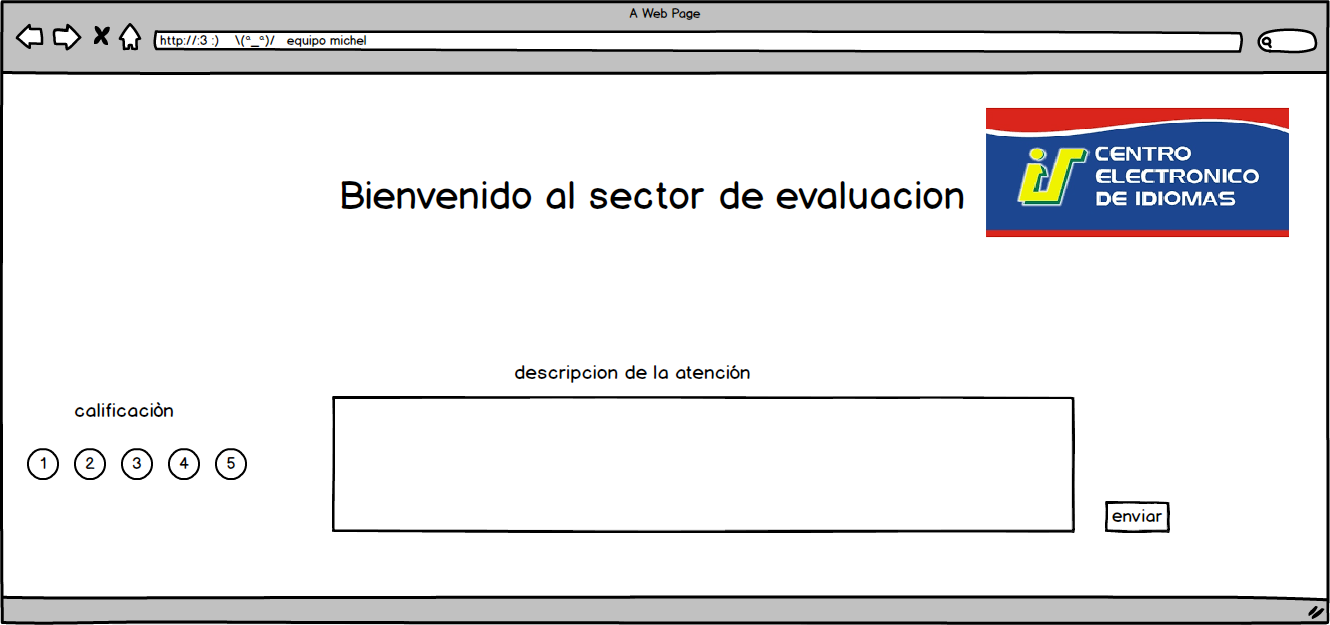 A Web Page
http://:3 :) \(°_°)/ equipo michel
CENTRO
ELECTRONICO
DE IDIOMAS
Bienvenido al sector de evaluacion
descripcion de la atención
calificaciòn
1 2 3 4 5
enviar